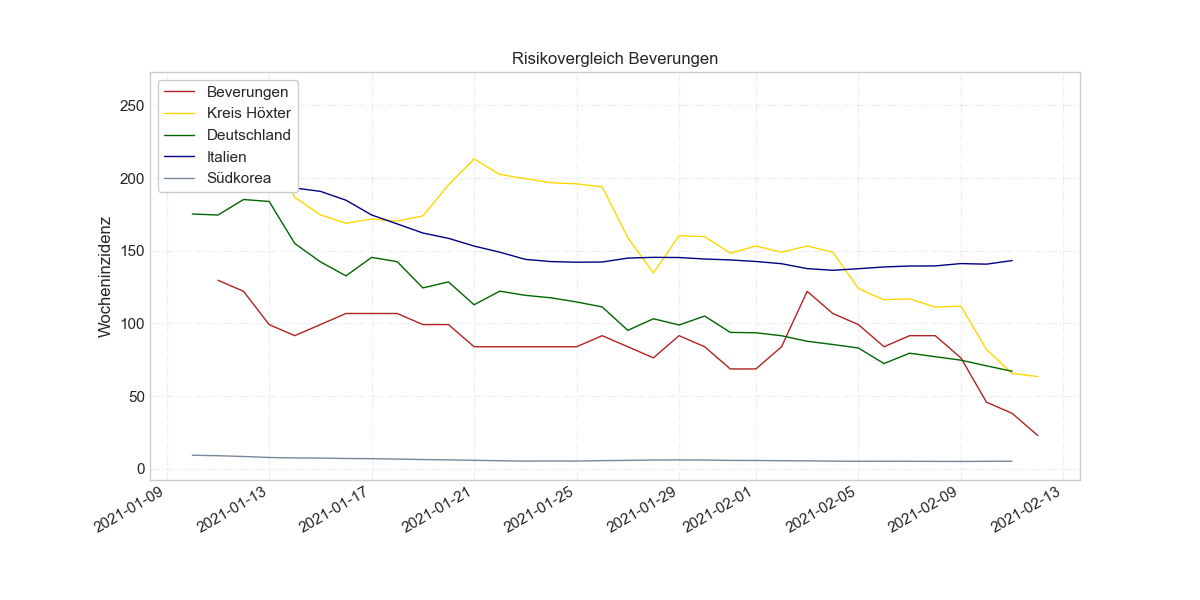 Risikovergleich Beverungen
Wocheninzidenz
250
200
150
100
50
0
Beverungen
Kreis Höxter
Deutschland
Italien
Südkorea
2021-01-09
2021-01-13
2021-01-17
2021-01-21
2021-01-25
2021-01-29
2021-02-01
2021-02-05
2021-02-09
2021-02-13